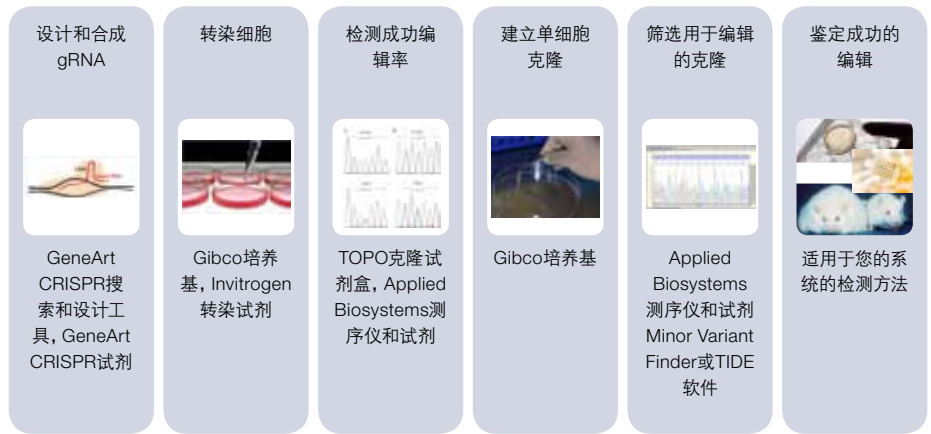 设计和合成
gRNA
GeneArt
CRISPR搜
索和设计工
具, GeneArt
CRISPR试剂
转染细胞
Gibco培养
基, Invitrogen
转染试剂
检测成功编
辑率
TOPO克隆试
剂盒, Applied
Biosystems测
序仪和试剂
建立单细胞
克隆
Gibco培养基
筛选用于编辑
的克隆
Applied
Biosystems
测序仪和试剂
Minor Variant
Finder或TIDE
软件
鉴定成功的
编辑
适用于您的系
统的检测方法